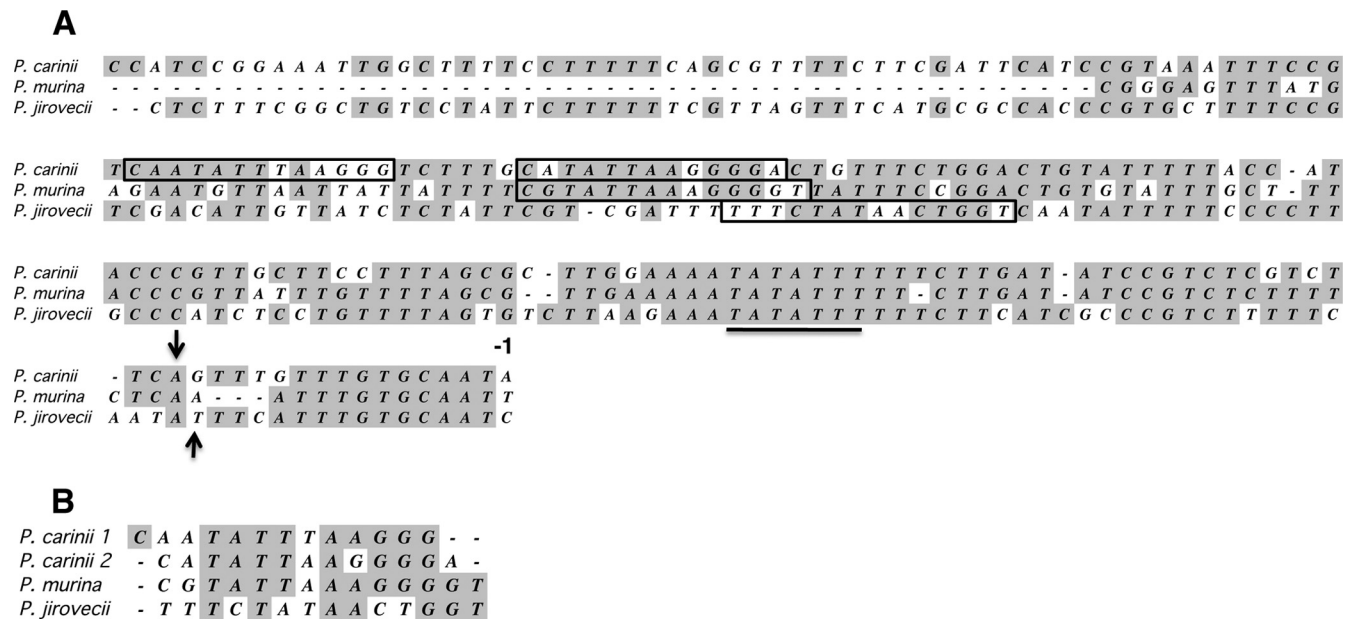 A
P. carinii C C A T C C G G A A A T T G G C T T T T C C T T T T T C A G C G T T T T C T T C G A T T C A T C C G T A A A T T T C C G
P. murina - - - - - - - - - - - - - - - - - - - - - - - - - - - - - - - - - - - - - - - - - - - - - - - - C G G G A G T T T A T G
P. jirovecii - - C T C T T T C G G C T G T C C T A T T C T T T T T T C G T T A G T T T C A T G C G C C A C C C G T G C T T T T C C G
P. carinii T C A A T A T T T A A G G G T C T T T G C A T A T T A A G G G G A C T G T T T C T G G A C T G T A T T T T T A C C - A T
P. murina A G A A T G T T A A T T A T T A T T T T C G T A T T A A A G G G G T T A T T T C C G G A C T G T G T A T T T G C T - T T
P. jirovecii T C G A C A T T G T T A T C T C T A T T C G T - C G A T T T T T T C T A T A A C T G G T C A A T A T T T T T C C C C T T
P. carinii A C C C G T T G C T T C C T T T A G C G C - T T G G A A A A T A T A T T T T T T C T T G A T - A T C C G T C T C G T C T
P. murina A C C C G T T A T T T G T T T T A G C G - - T T G A A A A A T A T A T T T T T - C T T G A T - A T C C G T C T C T T T T
P. jirovecii G C C C A T C T C C T G T T T T A G T G T C T T A A G A A A T A T A T T T T T T C T T C A T C G C C C G T C T T T T T C
-1
P. carinii - T C A G T T T G T T T G T G C A A T A
P. murina C T C A A - - - A T T T G T G C A A T T
P. jirovecii A A T A T T T C A T T T G T G C A A T C
B
P. carinii 1 C A A T A T T T A A G G G - -
P. carinii 2 - C A T A T T A A G G G G A -
P. murina - C G T A T T A A A G G G G T
P. jirovecii - T T T C T A T A A C T G G T